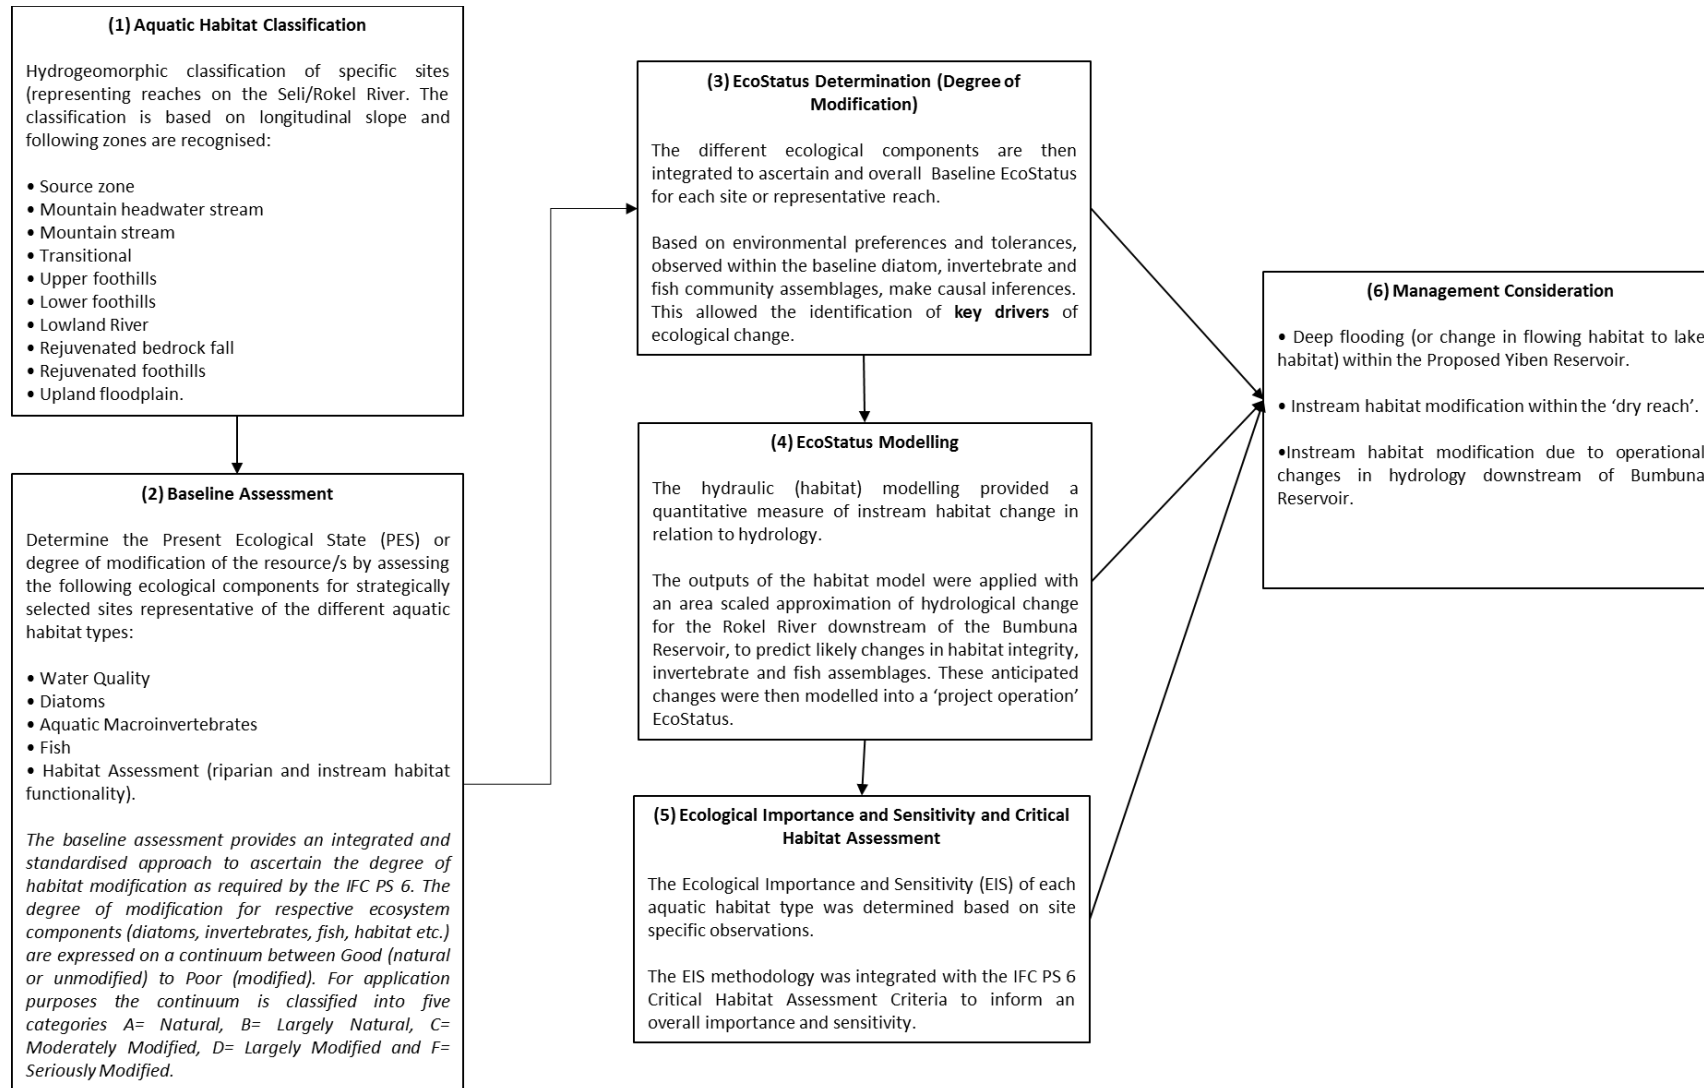 (1) Aquatic Habitat Classification
Hydrogeomorphic classification of specific sites
(representing reaches on the Seli/Rokel River. The
classification is based on longitudinal slope and
following zones are recognised:
• Source zone
• Mountain headwater stream
• Mountain stream
• Transitional
• Upper foothills
• Lower foothills
• Lowland River
• Rejuvenated bedrock fall
• Rejuvenated foothills
• Upland floodplain.
(2) Baseline Assessment
Determine the Present Ecological State (PES) or
degree of modification of the resource/s by assessing
the following ecological components for strategically
selected sites representative of the different aquatic
habitat types:
• Water Quality
• Diatoms
• Aquatic Macroinvertebrates
• Fish
• Habitat Assessment (riparian and instream habitat
functionality).
The baseline assessment provides an integrated and
standardised approach to ascertain the degree of
habitat modification as required by the IFC PS 6. The
degree of modification for respective ecosystem
components (diatoms, invertebrates, fish, habitat etc.)
are expressed on a continuum between Good (natural
or unmodified) to Poor (modified). For application
purposes the continuum is classified into five
categories A= Natural, B= Largely Natural, C=
Moderately Modified, D= Largely Modified and F=
Seriously Modified.
(3) EcoStatus Determination (Degree of
Modification)
The different ecological components are then
integrated to ascertain and overall Baseline EcoStatus
for each site or representative reach.
Based on environmental preferences and tolerances,
observed within the baseline diatom, invertebrate and
fish community assemblages, make causal inferences.
This allowed the identification of key drivers of
ecological change.
(4) EcoStatus Modelling
The hydraulic (habitat) modelling provided a
quantitative measure of instream habitat change in
relation to hydrology.
The outputs of the habitat model were applied with
an area scaled approximation of hydrological change
for the Rokel River downstream of the Bumbuna
Reservoir, to predict likely changes in habitat integrity,
invertebrate and fish assemblages. These anticipated
changes were then modelled into a ‘project operation’
EcoStatus.
(5) Ecological Importance and Sensitivity and Critical
Habitat Assessment
The Ecological Importance and Sensitivity (EIS) of each
aquatic habitat type was determined based on site
specific observations.
The EIS methodology was integrated with the IFC PS 6
Critical Habitat Assessment Criteria to inform an
overall importance and sensitivity.
(6) Management Consideration
• Deep flooding (or change in flowing habitat to lake
habitat) within the Proposed Yiben Reservoir.
• Instream habitat modification within the ‘dry reach’.
•Instream habitat modification due to operational
changes in hydrology downstream of Bumbuna
Reservoir.